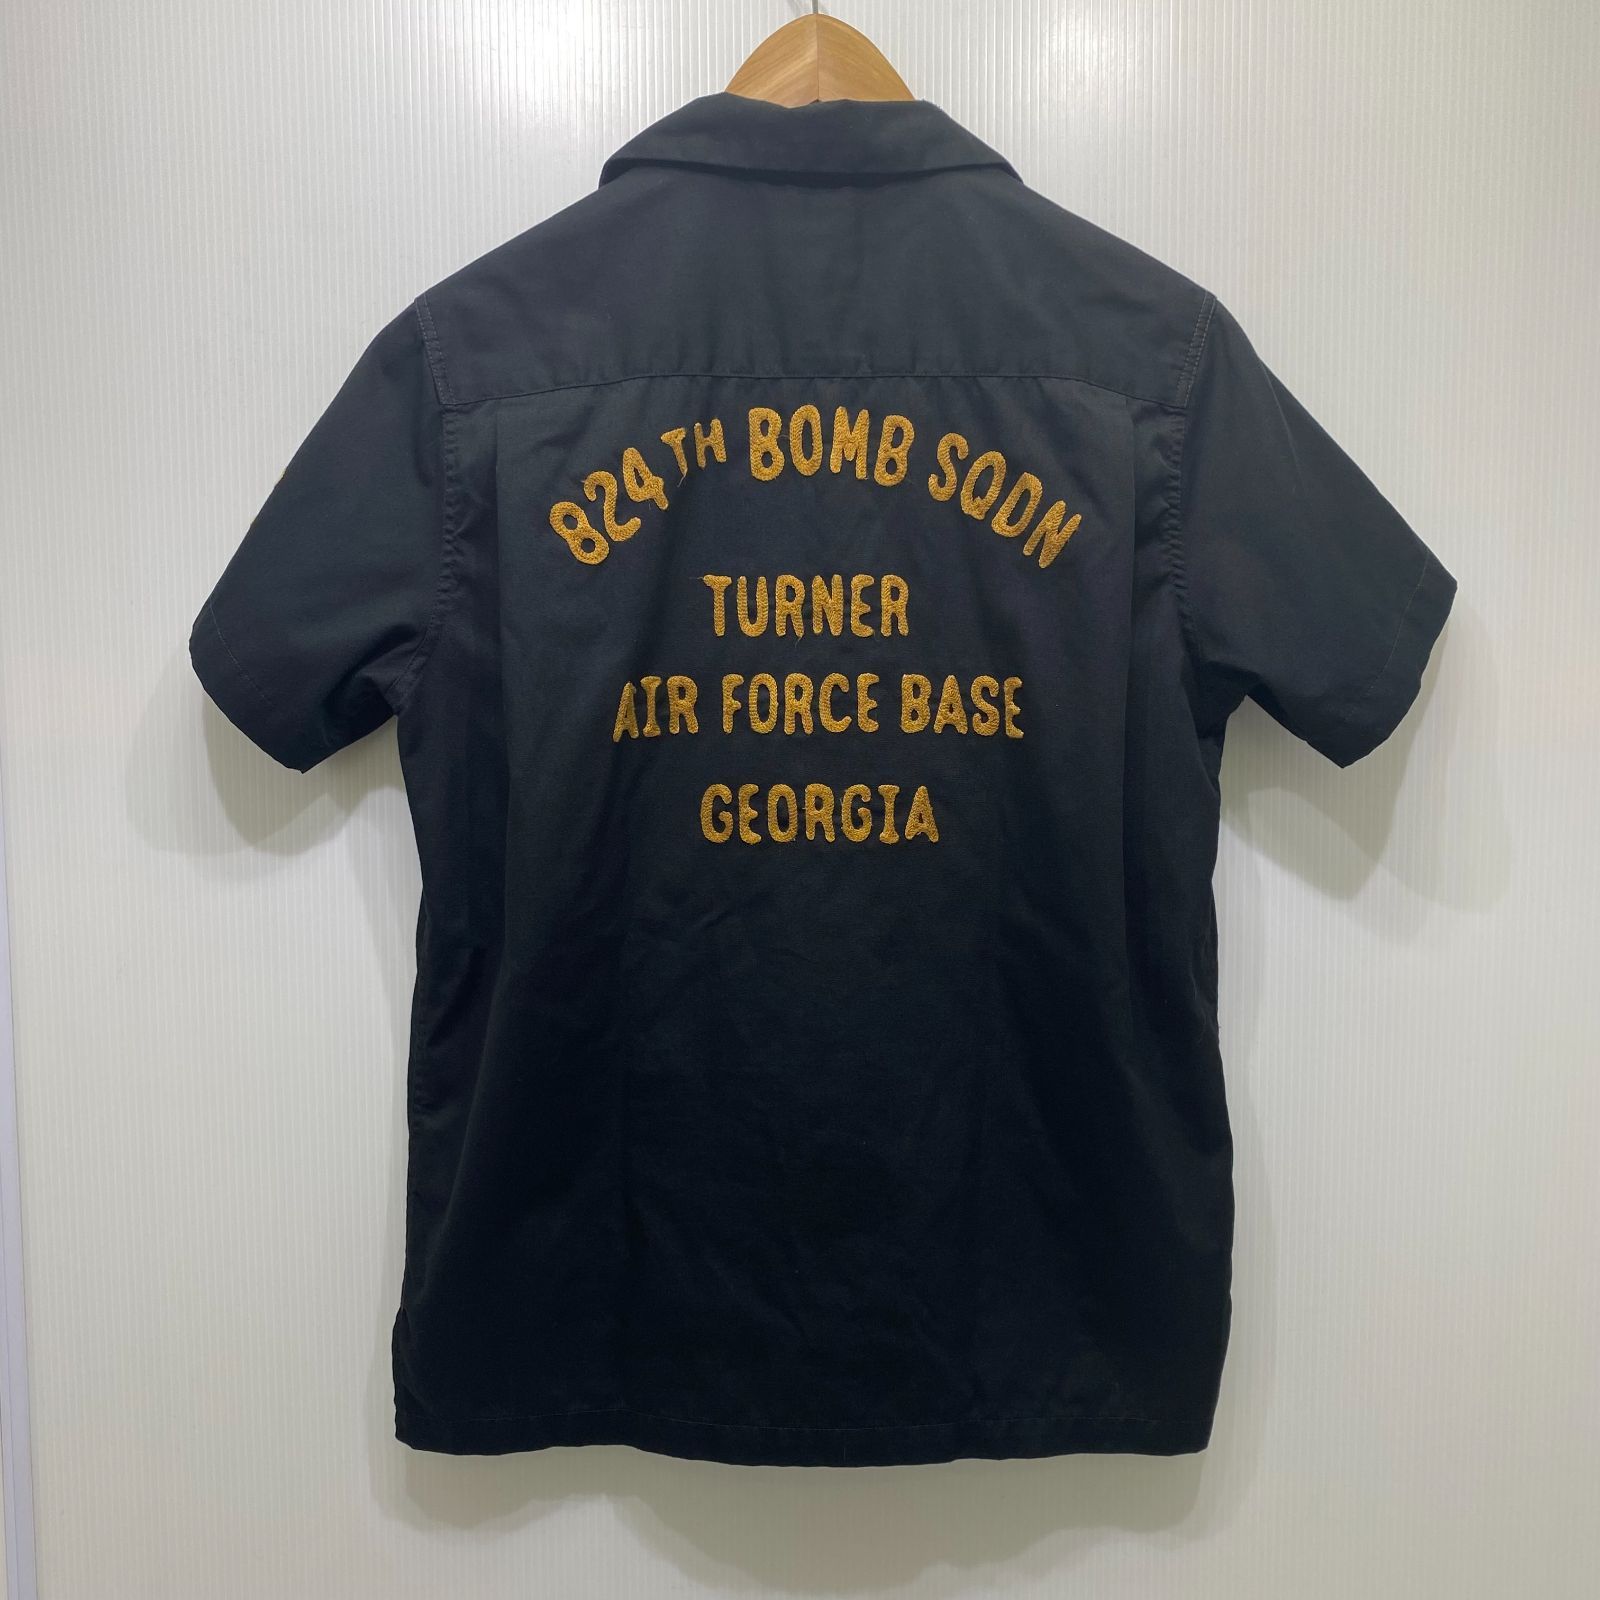 824TH BOMB SQDN
TURNER
AIR FORCE BASE
GEORGIA